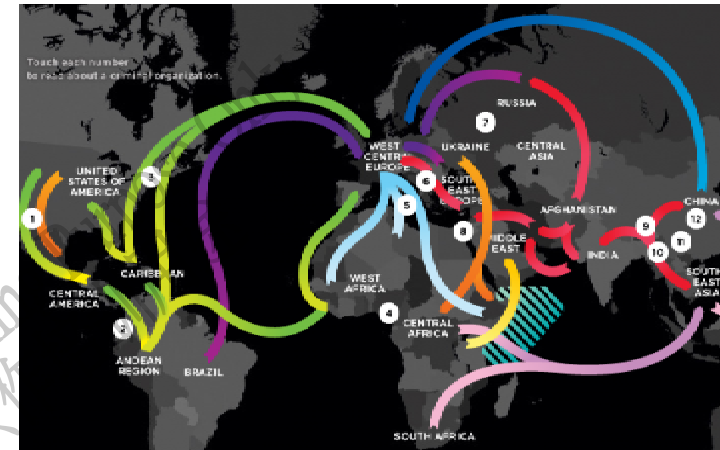 Touch each number
to read about a criminal organization.
RUSSIA
7
WEST
CENTRAL
EUROPE
UKRAINE
CENTRAL
ASIA
UNITED
STATES OF
AMERICA
3
6
SOUTH
EAST
EUROPE
1
5
AFGHANISTAN
CHINA
12
9
8
MIDDLE
EAST
11
10
INDIA
CARIBBEAN
WEST
AFRICA
SOUTH
EAST
ASIA
CENTRAL
AMERICA
4
CENTRAL
AFRICA
2
ANDEAN
REGION
BRAZIL
SOUTH AFRICA